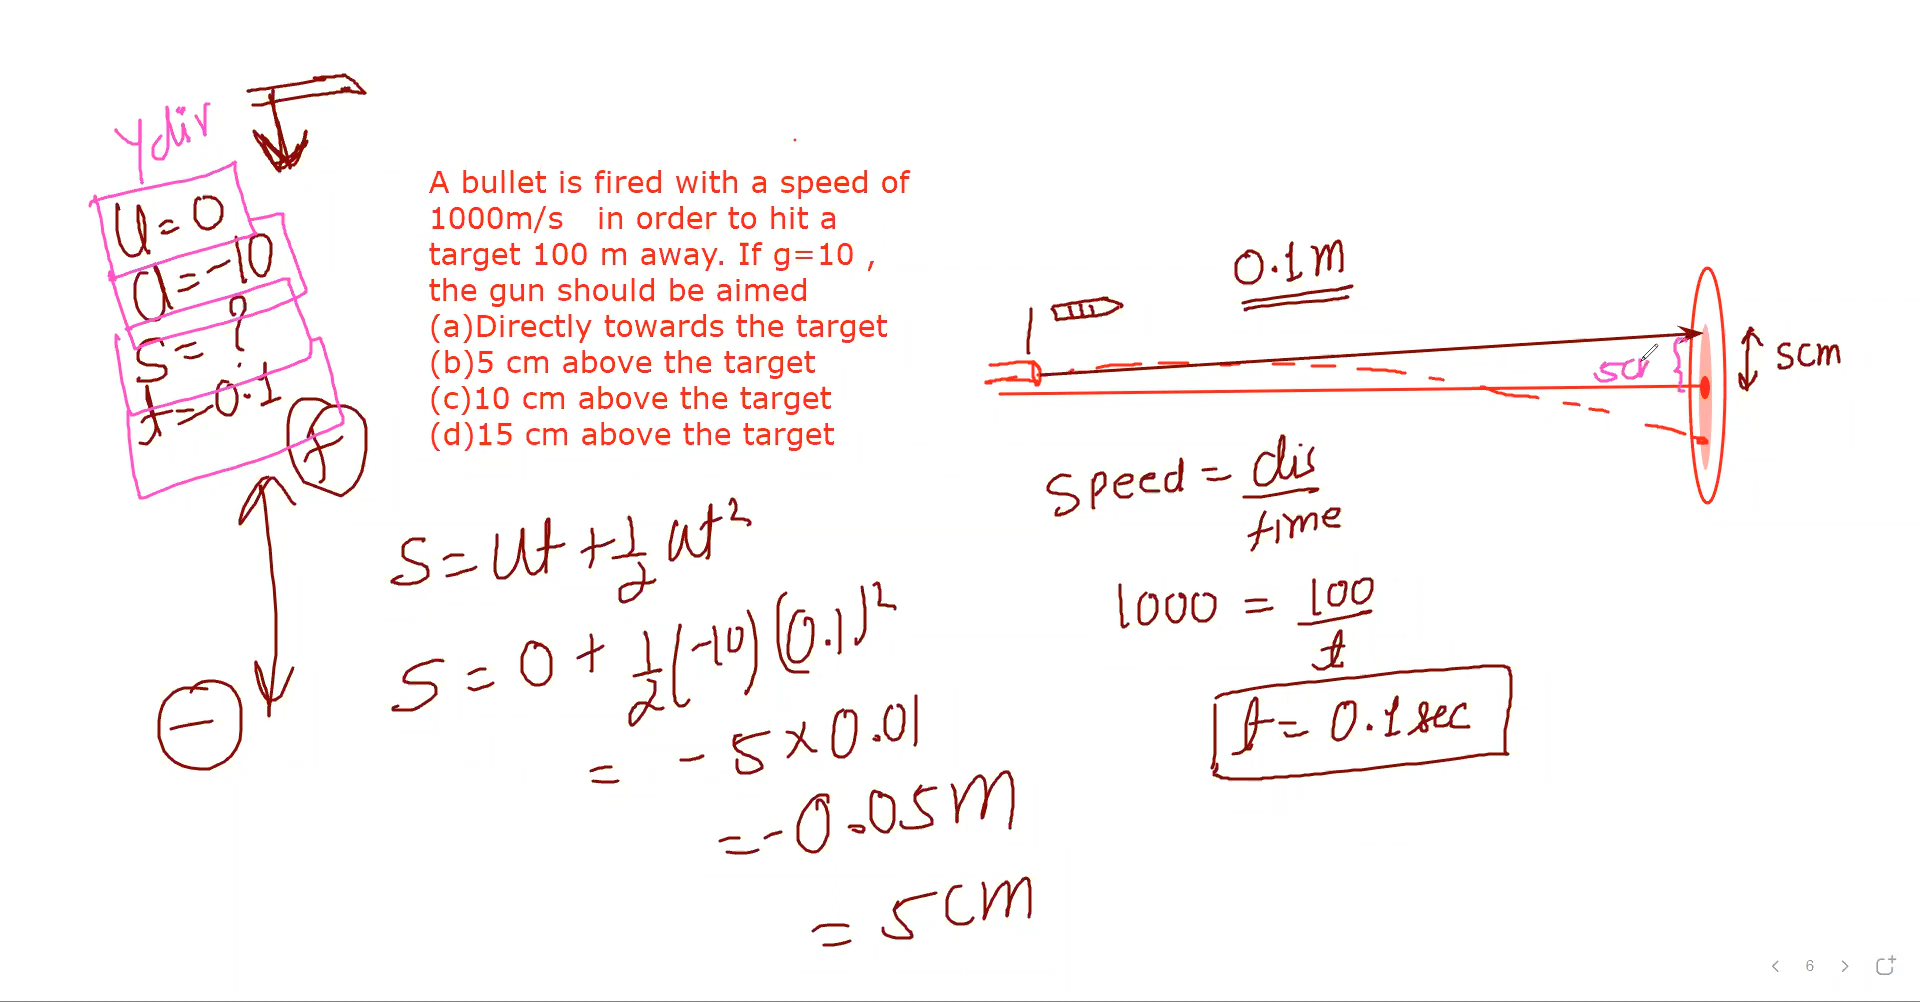 Ydir
U=0
a=-10
s=?
t=0.1
+
−
A bullet is fired with a speed of
1000m/s in order to hit a
target 100 m away. If g=10 ,
the gun should be aimed
(a)Directly towards the target
(b)5 cm above the target
(c)10 cm above the target
(d)15 cm above the target
S=Ut+1/2 at²
S=0+1/2(-10)(0.1)²
= -5×0.01
=-0.05m
= 5cm
0.1m
5cm
Speed = dis/time
1000 = 100/t
t= 0.1sec
6